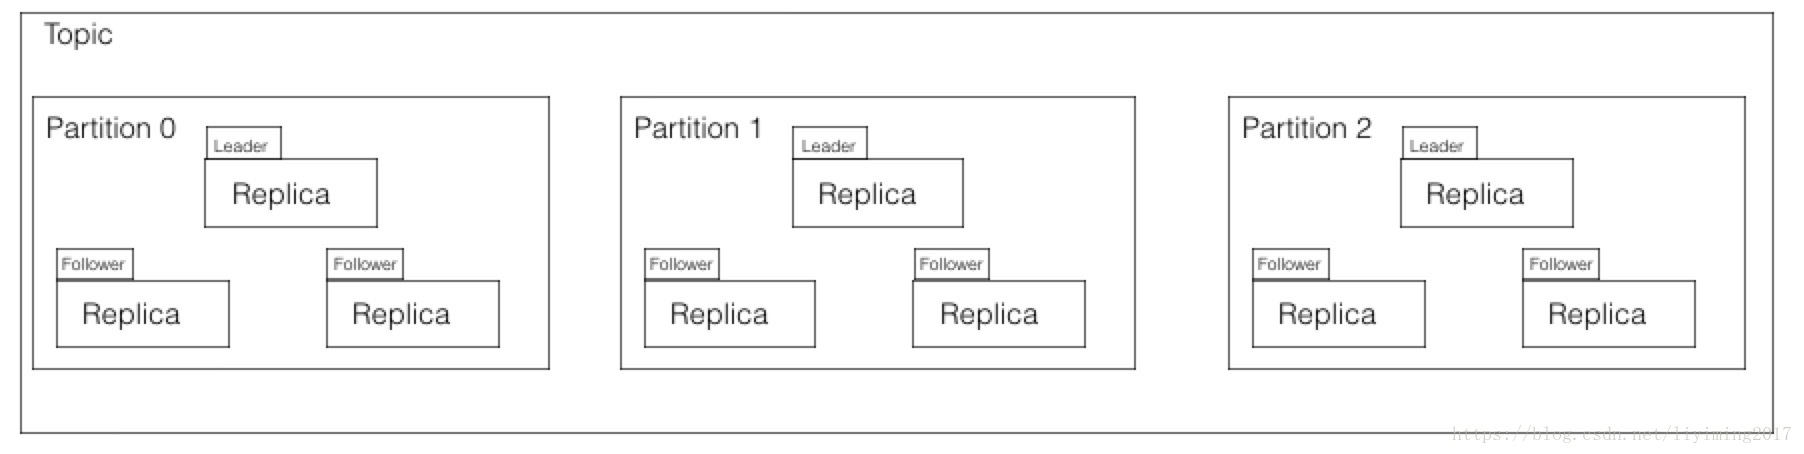 Topic
Partition 0
Leader
Replica
Follower
Replica
Follower
Replica
Partition 1
Leader
Replica
Follower
Replica
Follower
Replica
Partition 2
Leader
Replica
Follower
Replica
Follower
Replica
https://blog.csdn.net/liyiming2017